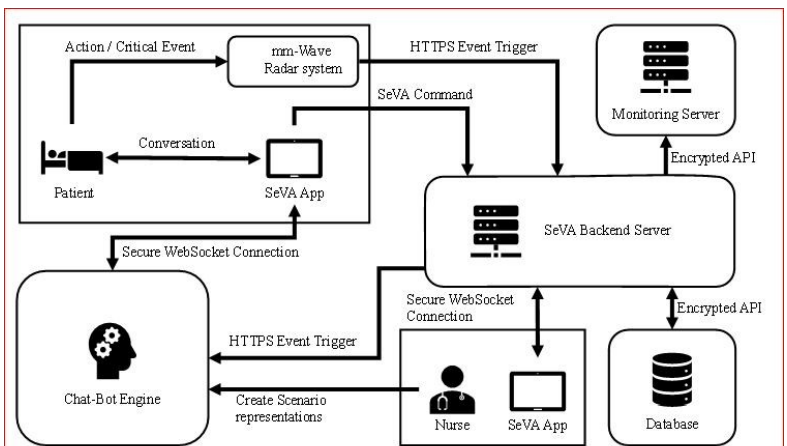 Action / Critical Event
mm-Wave
Radar system
HTTPS Event Trigger
Monitoring Server
SeVA Command
Conversation
Encrypted API
Patient
SeVA App
SeVA Backend Server
Secure WebSocket Connection
Secure WebSocket
Connection
Encrypted API
HTTPS Event Trigger
Chat-Bot Engine
Create Scenario
representations
Nurse
SeVA App
Database